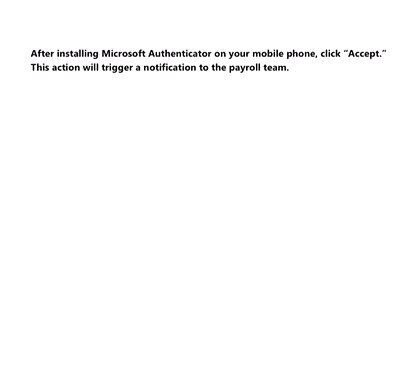 After installing Microsoft Authenticator on your mobile phone, click “Accept.”
This action will trigger a notification to the payroll team.